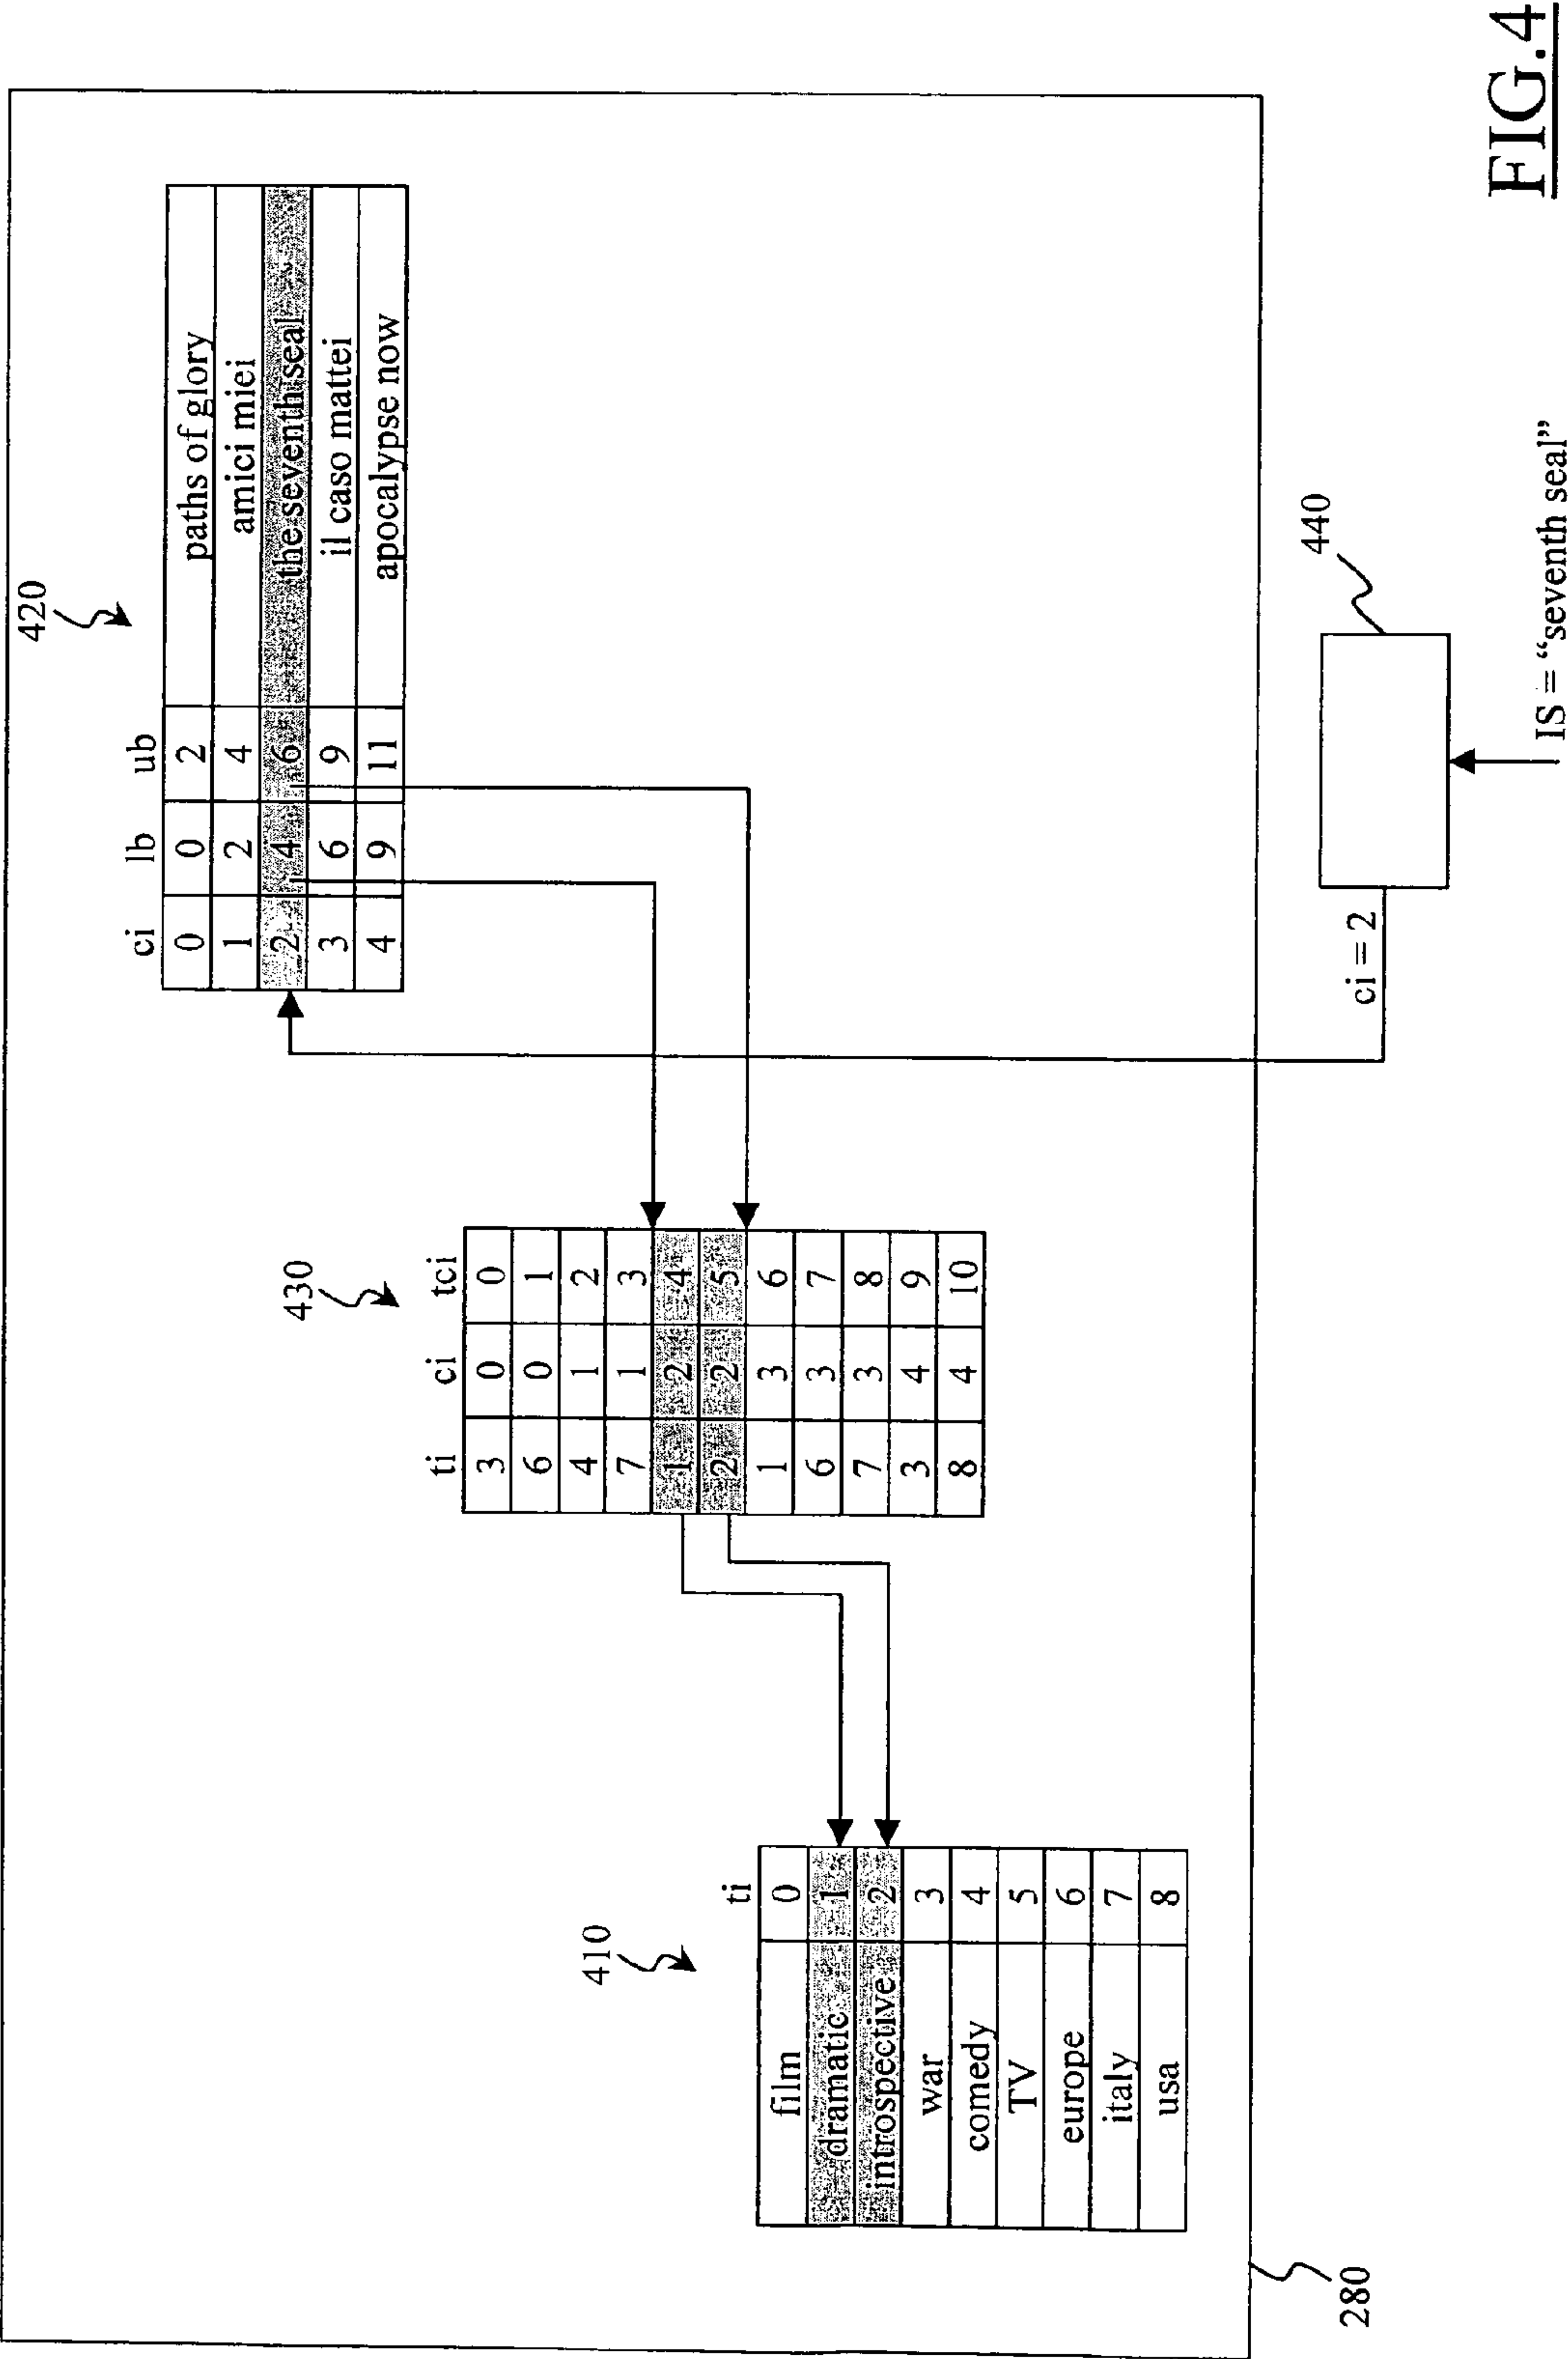 410
ti
film 0
dramatic 1
introspective 2
war 3
comedy 4
TV 5
europe 6
italy 7
usa 8
430
ti ci tci
3 0 0
6 0 1
4 1 2
7 1 3
1 2 4
2 2 5
1 3 6
6 3 7
7 3 8
3 4 9
8 4 10
420
ci lb ub
0 0 2 paths of glory
1 2 4 amici miei
2 4 6 the seventh seal
3 6 9 il caso mattei
4 9 11 apocalypse now
280
ci = 2
440
IS = “seventh seal”
FIG.4